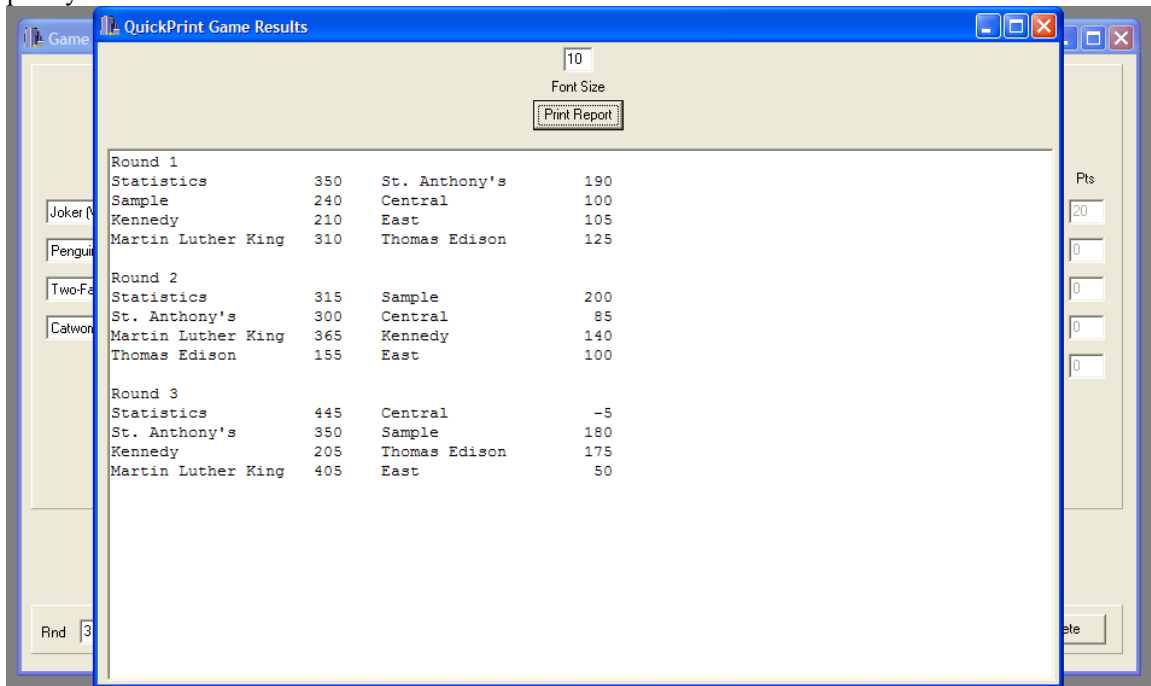 QuickPrint Game Results
Game
10
Font Size
Print Report
Round 1
Statistics 350 St. Anthony's 190
Sample 240 Central 100
Kennedy 210 East 105
Martin Luther King 310 Thomas Edison 125
Round 2
Statistics 315 Sample 200
St. Anthony's 300 Central 85
Martin Luther King 365 Kennedy 140
Thomas Edison 155 East 100
Round 3
Statistics 445 Central -5
St. Anthony's 350 Sample 180
Kennedy 205 Thomas Edison 175
Martin Luther King 405 East 50
Joker
Pengui
Two-Fa
Catwon
Pts
20
0
0
0
0
Rnd 3
ete